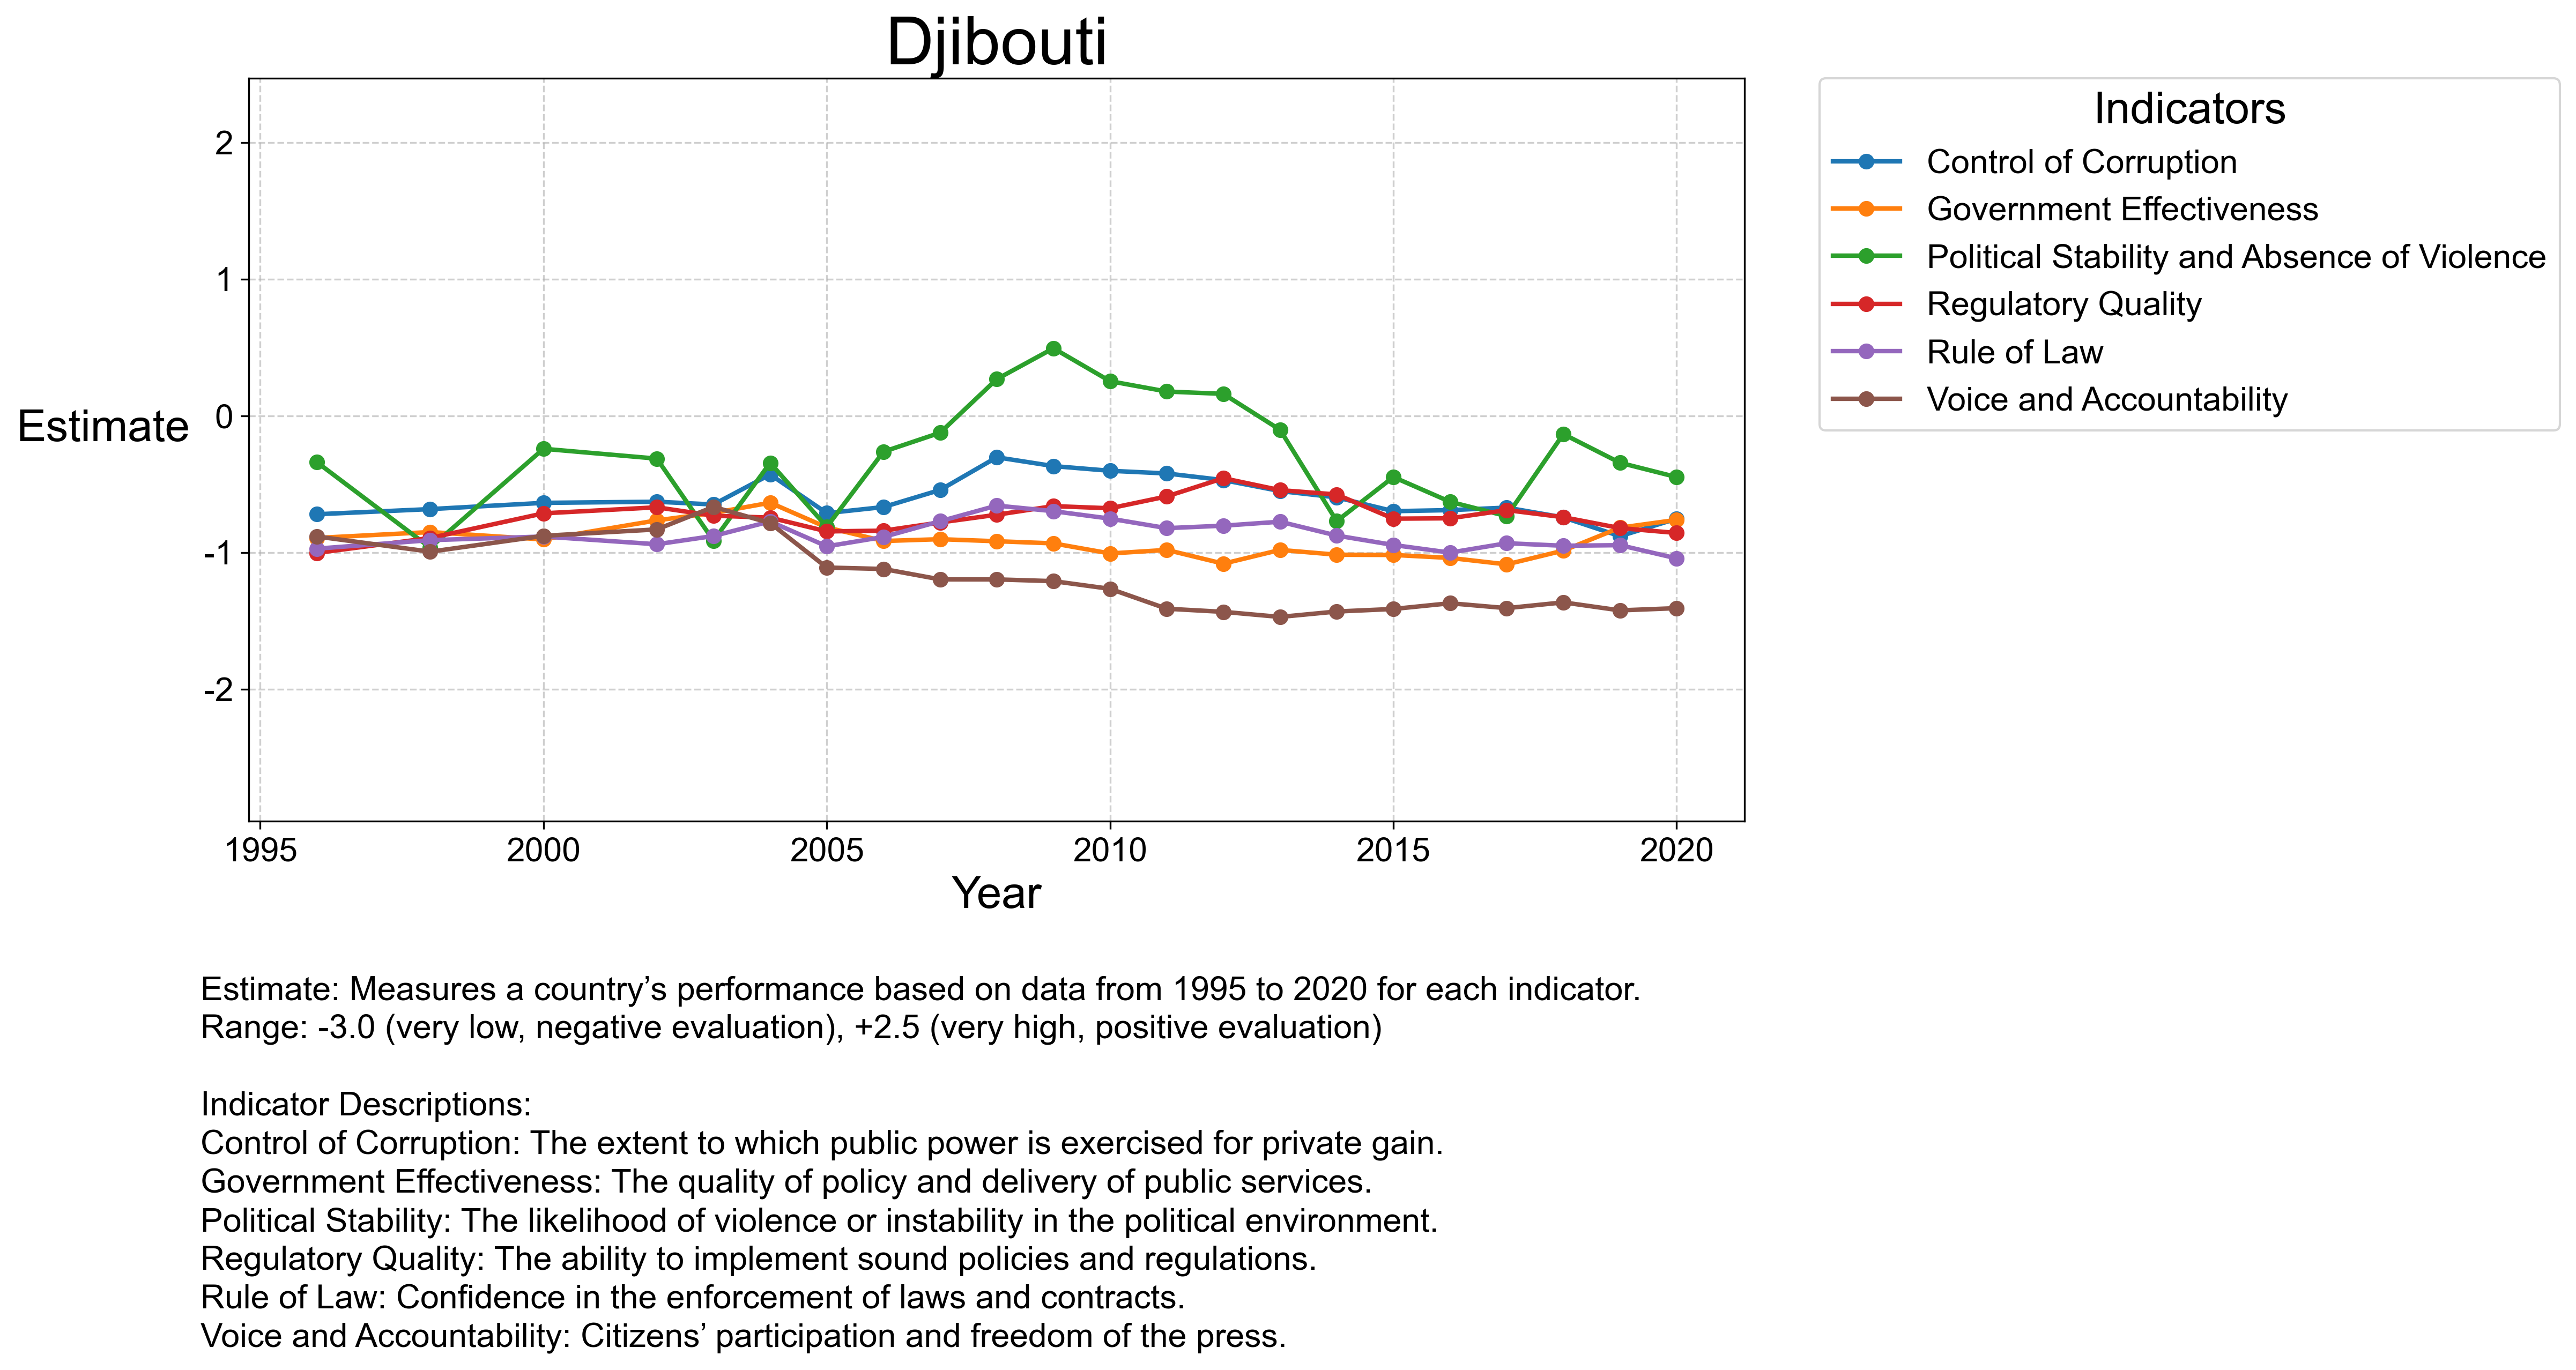 Djibouti
Indicators
Control of Corruption
Government Effectiveness
Political Stability and Absence of Violence
Regulatory Quality
Rule of Law
Voice and Accountability
Estimate
2
1
0
-1
-2
1995 2000 2005 2010 2015 2020
Year
Estimate: Measures a country’s performance based on data from 1995 to 2020 for each indicator.
Range: -3.0 (very low, negative evaluation), +2.5 (very high, positive evaluation)
Indicator Descriptions:
Control of Corruption: The extent to which public power is exercised for private gain.
Government Effectiveness: The quality of policy and delivery of public services.
Political Stability: The likelihood of violence or instability in the political environment.
Regulatory Quality: The ability to implement sound policies and regulations.
Rule of Law: Confidence in the enforcement of laws and contracts.
Voice and Accountability: Citizens’ participation and freedom of the press.